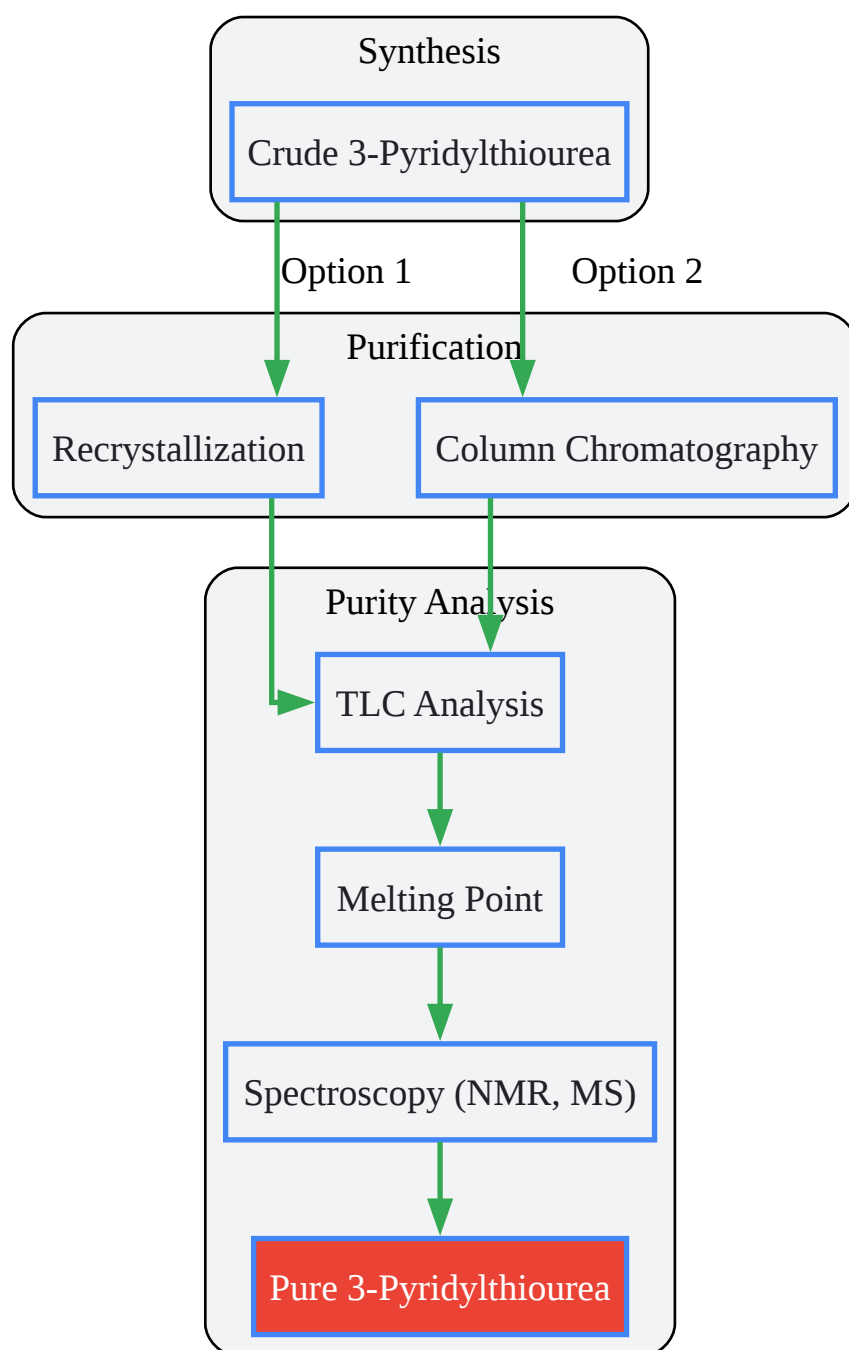 Synthesis
Crude 3-Pyridylthiourea
Option 1
Option 2
Purification
Recrystallization
Column Chromatography
Purity Analysis
TLC Analysis
Melting Point
Spectroscopy (NMR, MS)
Pure 3-Pyridylthiourea